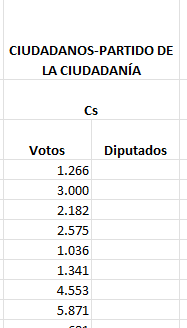 CIUDADANOS-PARTIDO DE
LA CIUDADANÍA
Cs
Votos Diputados
1.266
3.000
2.182
2.575
1.036
1.341
4.553
5.871